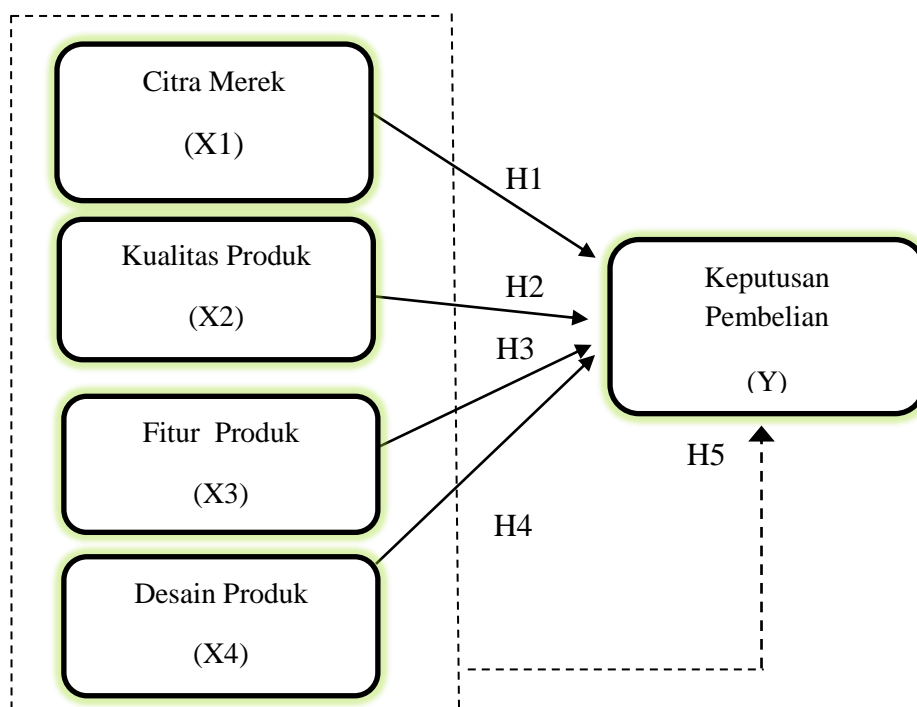 Citra Merek
(X1)
H1
Kualitas Produk
(X2)
H2
Keputusan
Pembelian
(Y)
H3
Fitur Produk
(X3)
H5
H4
Desain Produk
(X4)